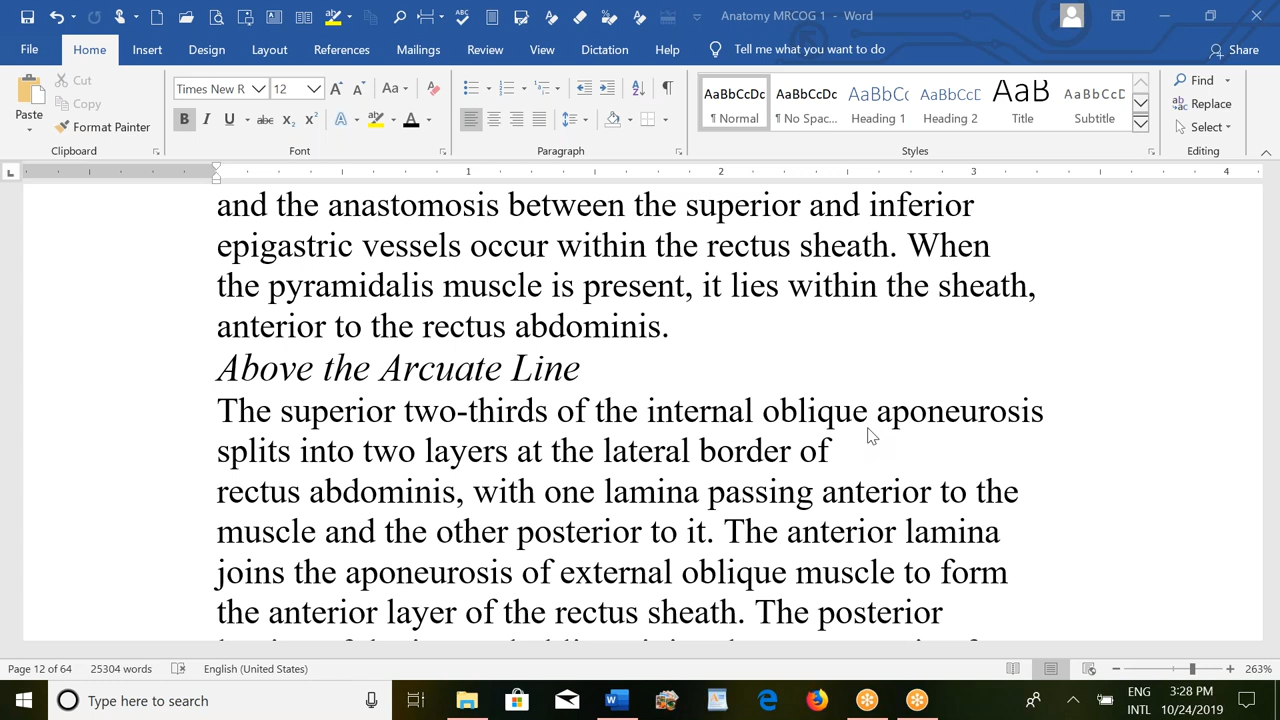 Anatomy MRCOG 1 - Word
File Home Insert Design Layout References Mailings Review View Dictation Help Tell me what you want to do Share
Cut
Copy
Format Painter
Paste
Clipboard
Times New R 12
Font
Paragraph
AaBbCcDc AaBbCcDc AaBbCc AaBbCcD AaB AaBbCcD
¶ Normal ¶ No Spac... Heading 1 Heading 2 Title Subtitle
Styles
Find
Replace
Select
Editing
1 2 3 4
and the anastomosis between the superior and inferior
epigastric vessels occur within the rectus sheath. When
the pyramidalis muscle is present, it lies within the sheath,
anterior to the rectus abdominis.
Above the Arcuate Line
The superior two-thirds of the internal oblique aponeurosis
splits into two layers at the lateral border of
rectus abdominis, with one lamina passing anterior to the
muscle and the other posterior to it. The anterior lamina
joins the aponeurosis of external oblique muscle to form
the anterior layer of the rectus sheath. The posterior
Page 12 of 64 25304 words English (United States) 263%
Type here to search
ENG 3:28 PM
INTL 10/24/2019